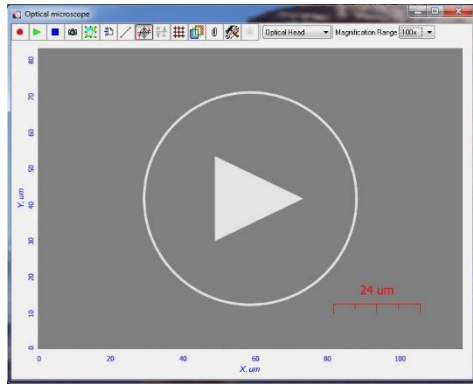 Optical microscope
Optical Head
Magnification Range
100x
80
70
60
50
40
30
20
10
0
Y, um
24 um
0
20
40
60
80
100
X, um